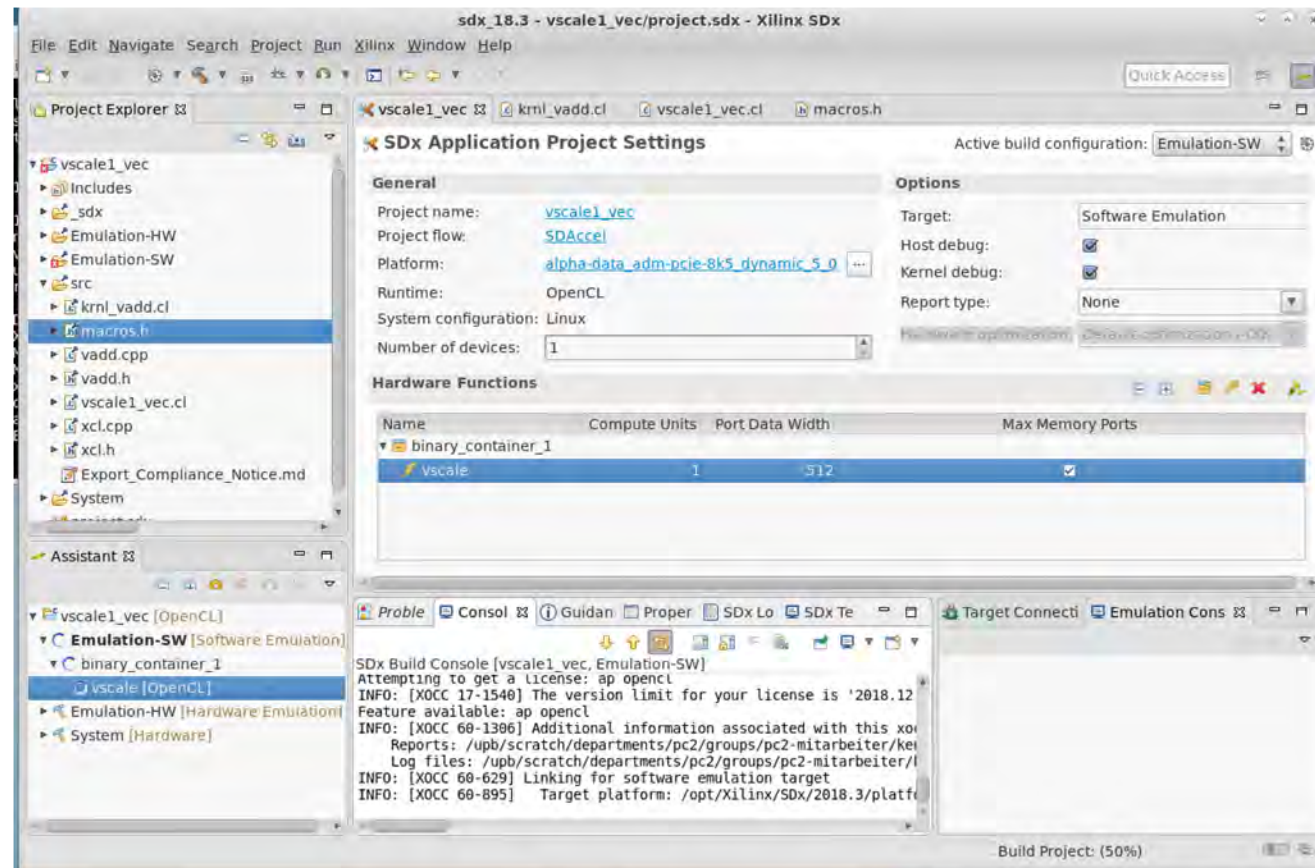 sdx_18.3 - vscale1_vec/project.sdx - Xilinx SDx
File Edit Navigate Search Project Run Xilinx Window Help
Quick Access
Project Explorer
vscale1_vec
Includes
_sdx
Emulation-HW
Emulation-SW
src
krnl_vadd.cl
macros.h
vadd.cpp
vadd.h
vscale1_vec.cl
xcl.cpp
xcl.h
Export_Compliance_Notice.md
System
vscale1_vec krnl_vadd.cl vscale1_vec.cl macros.h
SDx Application Project Settings
Active build configuration: Emulation-SW
General
Project name: vscale1_vec
Project flow: SDAccel
Platform: alpha-data_adm-pcie-8k5_dynamic_5_0 ...
Runtime: OpenCL
System configuration: Linux
Number of devices: 1
Options
Target: Software Emulation
Host debug:
Kernel debug:
Report type: None
Hardware Functions
Name Compute Units Port Data Width Max Memory Ports
binary_container_1
vscale 1 512
Assistant
vscale1_vec [OpenCL]
Emulation-SW [Software Emulation]
binary_container_1
vscale [OpenCL]
Emulation-HW [Hardware Emulation]
System [Hardware]
Proble Consol Guidan Proper SDx Lo SDx Te
SDx Build Console [vscale1_vec, Emulation-SW]
Attempting to get a license: ap_opencl
INFO: [XOCC 17-1540] The version limit for your license is '2018.12
Feature available: ap_opencl
INFO: [XOCC 60-1306] Additional information associated with this xoc
Reports: /upb/scratch/departments/pc2/groups/pc2-mitarbeiter/ker
Log files: /upb/scratch/departments/pc2/groups/pc2-mitarbeiter/
INFO: [XOCC 60-629] Linking for software emulation target
INFO: [XOCC 60-895] Target platform: /opt/Xilinx/SDx/2018.3/platfo
Target Connecti Emulation Cons
Build Project: (50%)